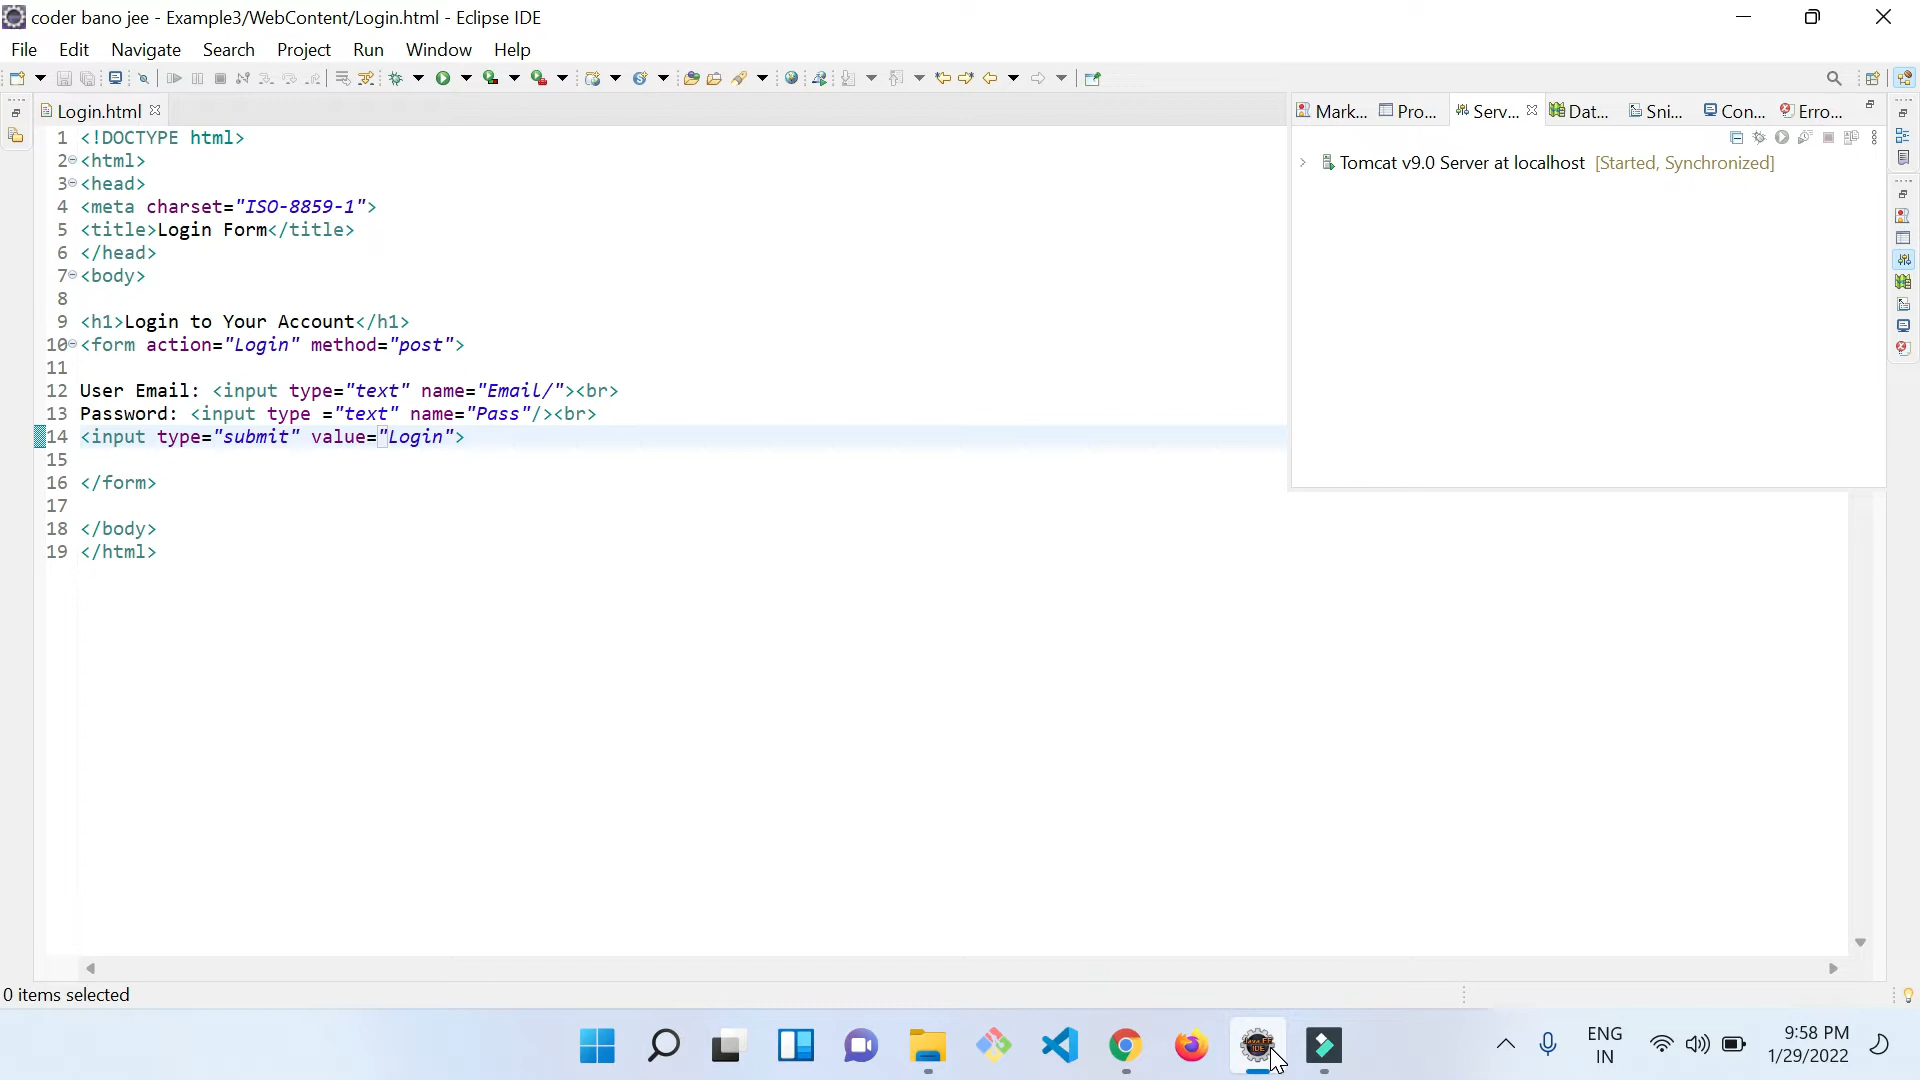 coder bano jee - Example3/WebContent/Login.html - Eclipse IDE
File Edit Navigate Search Project Run Window Help
Login.html
Mark... Pro... Serv... Dat... Sni... Con... Erro...
1 <!DOCTYPE html>
2 <html>
3 <head>
4 <meta charset="ISO-8859-1">
5 <title>Login Form</title>
6 </head>
7 <body>
8
9 <h1>Login to Your Account</h1>
10 <form action="Login" method="post">
11
12 User Email: <input type="text" name="Email/"><br>
13 Password: <input type ="text" name="Pass"/><br>
14 <input type="submit" value="Login">
15
16 </form>
17
18 </body>
19 </html>
Tomcat v9.0 Server at localhost [Started, Synchronized]
0 items selected
ENG
IN
9:58 PM
1/29/2022